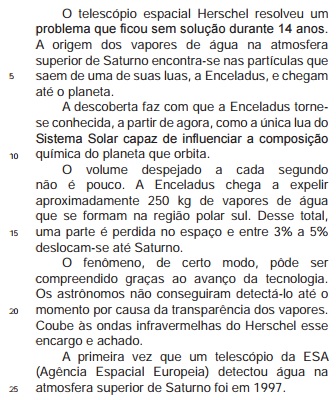 O telescópio espacial Herschel resolveu um
problema que ficou sem solução durante 14 anos.
A origem dos vapores de água na atmosfera
superior de Saturno encontra-se nas partículas que
5 saem de uma de suas luas, a Enceladus, e chegam
até o planeta.
A descoberta faz com que a Enceladus torne-
se conhecida, a partir de agora, como a única lua do
Sistema Solar capaz de influenciar a composição
10 química do planeta que orbita.
O volume despejado a cada segundo
não é pouco. A Enceladus chega a expelir
aproximadamente 250 kg de vapores de água
que se formam na região polar sul. Desse total,
15 uma parte é perdida no espaço e entre 3% a 5%
deslocam-se até Saturno.
O fenômeno, de certo modo, pôde ser
compreendido graças ao avanço da tecnologia.
Os astrônomos não conseguiram detectá-lo até o
20 momento por causa da transparência dos vapores.
Coube às ondas infravermelhas do Herschel esse
encargo e achado.
A primeira vez que um telescópio da ESA
(Agência Espacial Europeia) detectou água na
25 atmosfera superior de Saturno foi em 1997.